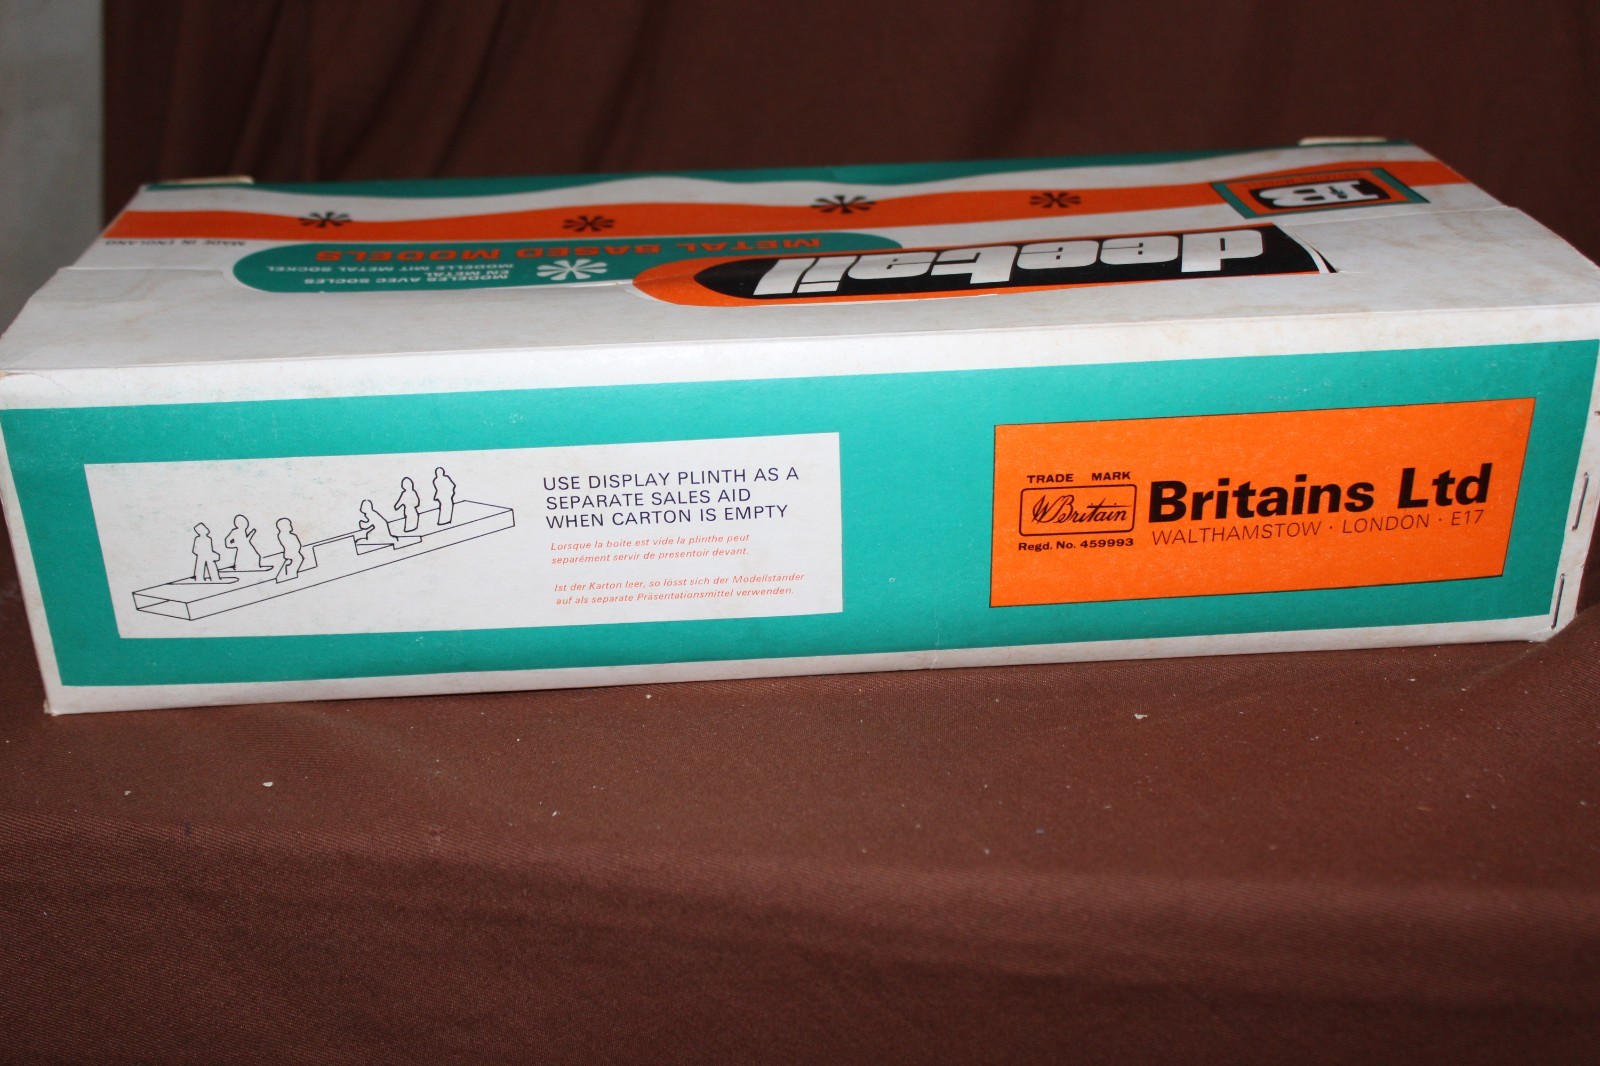 MADE IN ENGLAND
deetail
METAL BASED MODELS
MODELES AVEC SOCLES
EN METAL
MODELLE MIT METAL SOCKEL
USE DISPLAY PLINTH AS A
SEPARATE SALES AID
WHEN CARTON IS EMPTY
Lorsque la boite est vide la plinthe peut
separément servir de presentoir devant.
Ist der Karton leer, so lösst sich der Modellstander
auf als separate Präsentationsmittel verwenden.
TRADE MARK
W Britain
Regd. No. 459993
Britains Ltd
WALTHAMSTOW · LONDON · E17